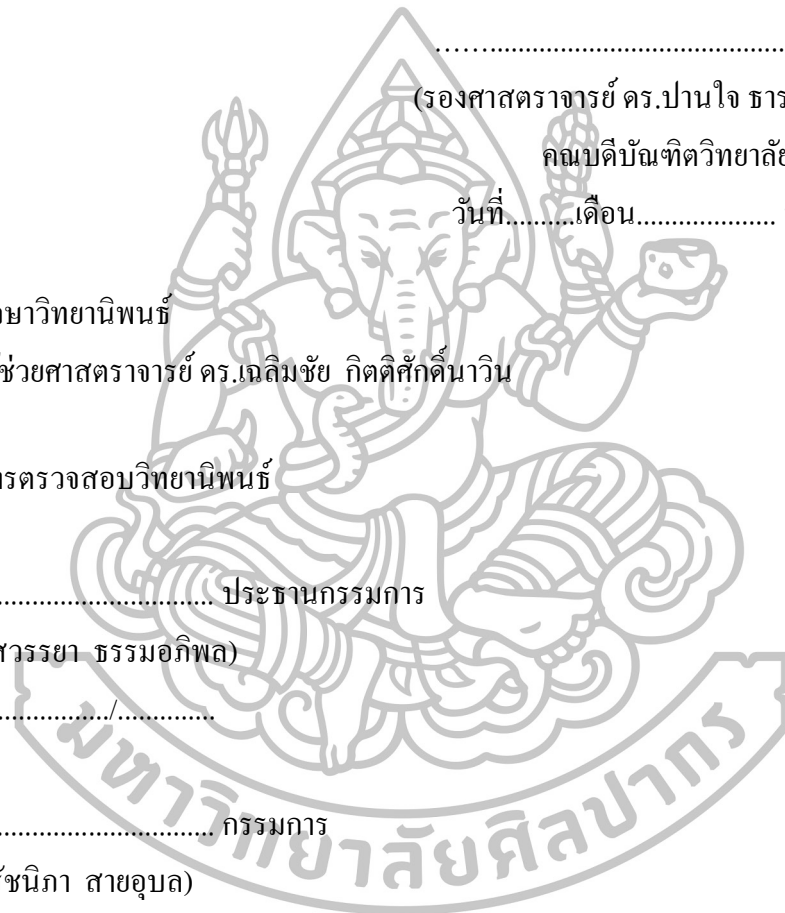 ……..........................................
(รองศาสตราจารย์ ดร.ปานใจ ธาร
คณบดีบัณฑิตวิทยาลัย
วันที่..........เดือน....................
ษาวิทยานิพนธ์
ช่วยศาสตราจารย์ ดร.เฉลิมชัย กิตติศักดิ์นาวิน
รตรวจสอบวิทยานิพนธ์
................................ ประธานกรรมการ
ศวรรยา ธรรมอภิพล)
................/..............
................................ กรรมการ
ัชนิภา สายอุบล)
มหาวิทยาลัยศิลปากร